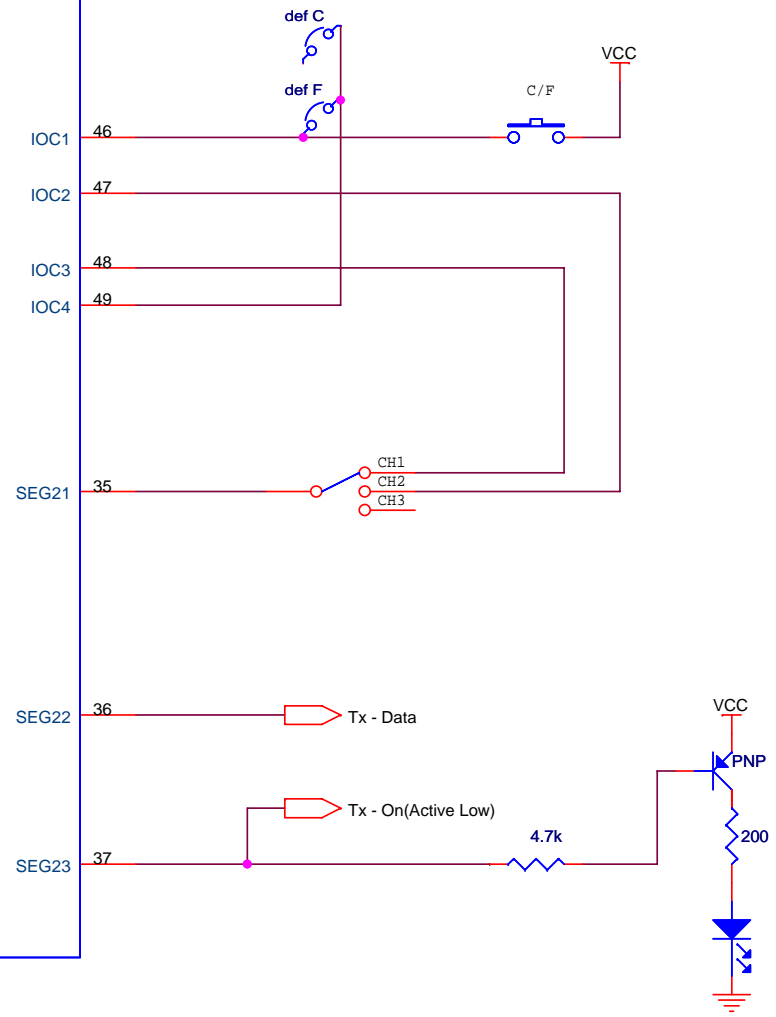 def C
VCC
def F
C/F
IOC1 46
IOC2 47
IOC3 48
IOC4 49
CH1
SEG21 35
CH2
CH3
VCC
SEG22 36
Tx - Data
PNP
Tx - On(Active Low)
4.7k
200
SEG23 37